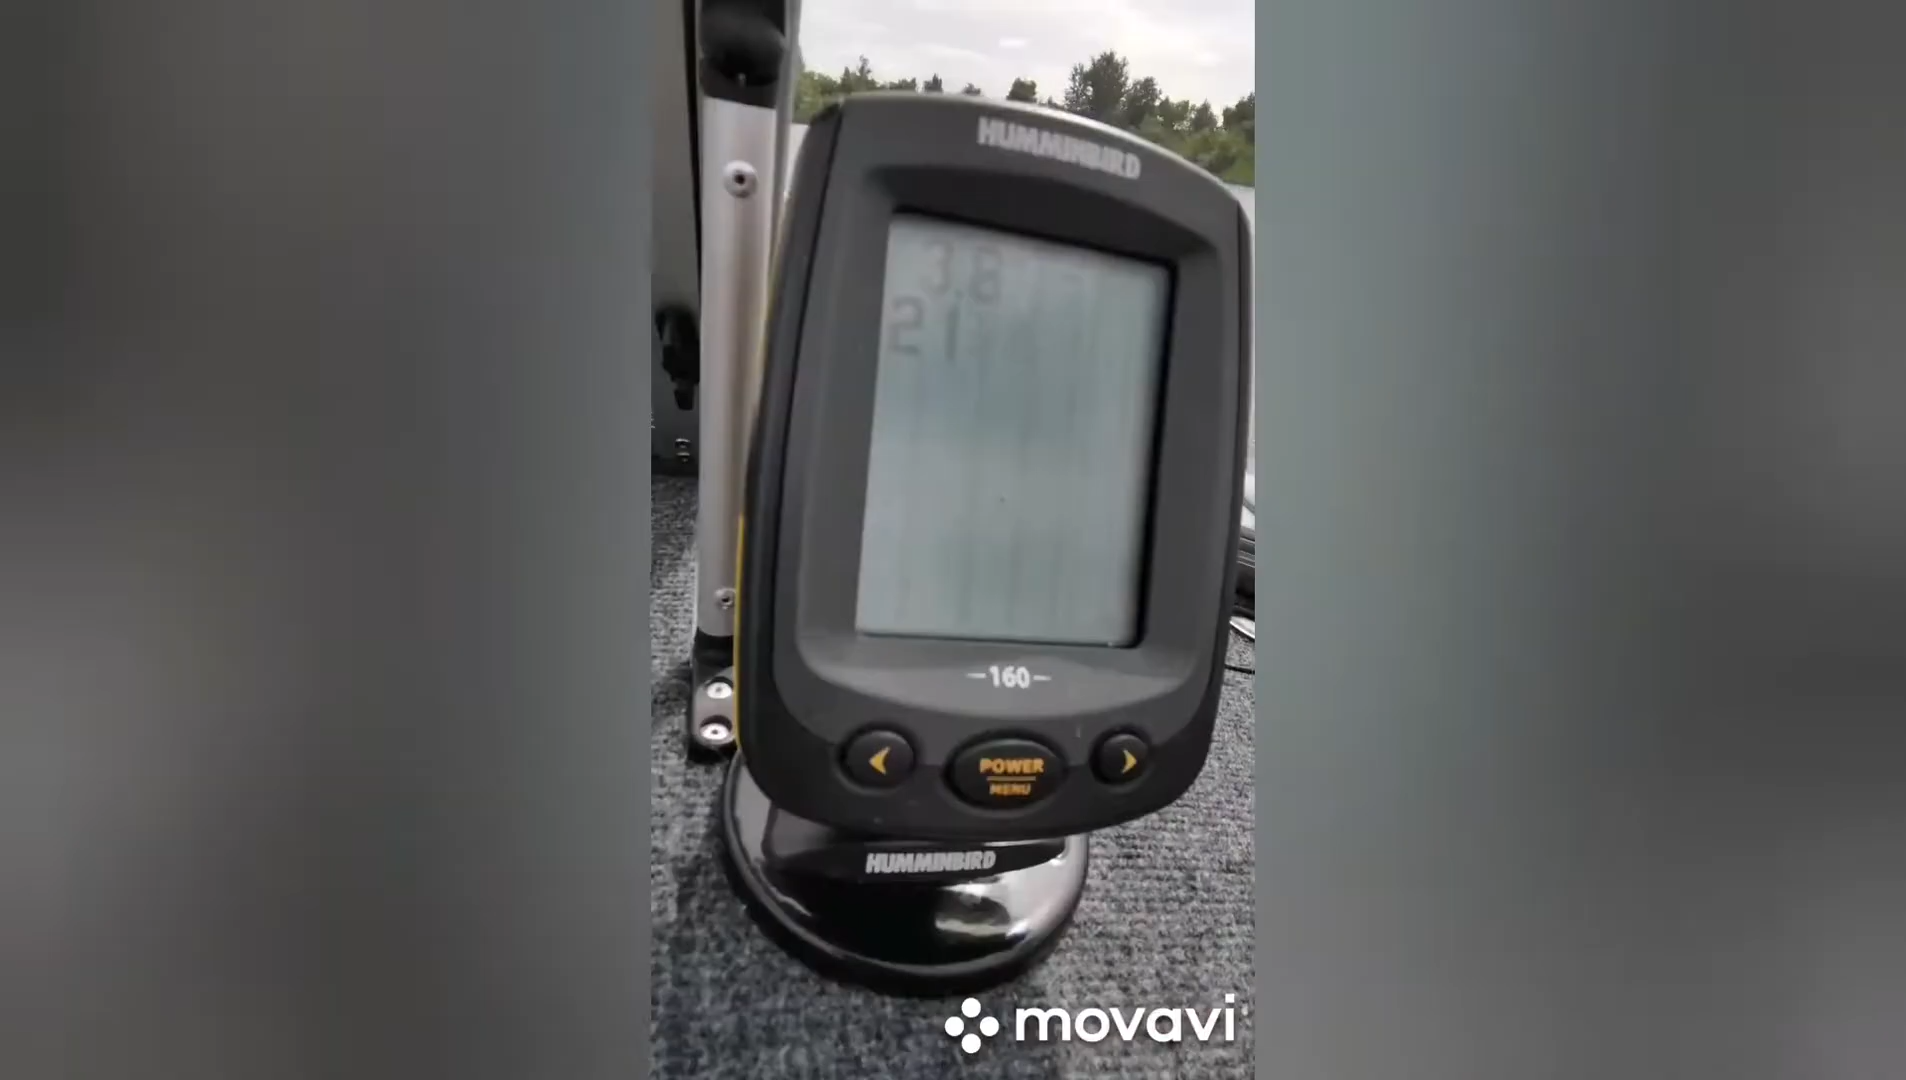 HUMMINBIRD
3.8
21
-160-
POWER
MENU
HUMMINBIRD
movavi